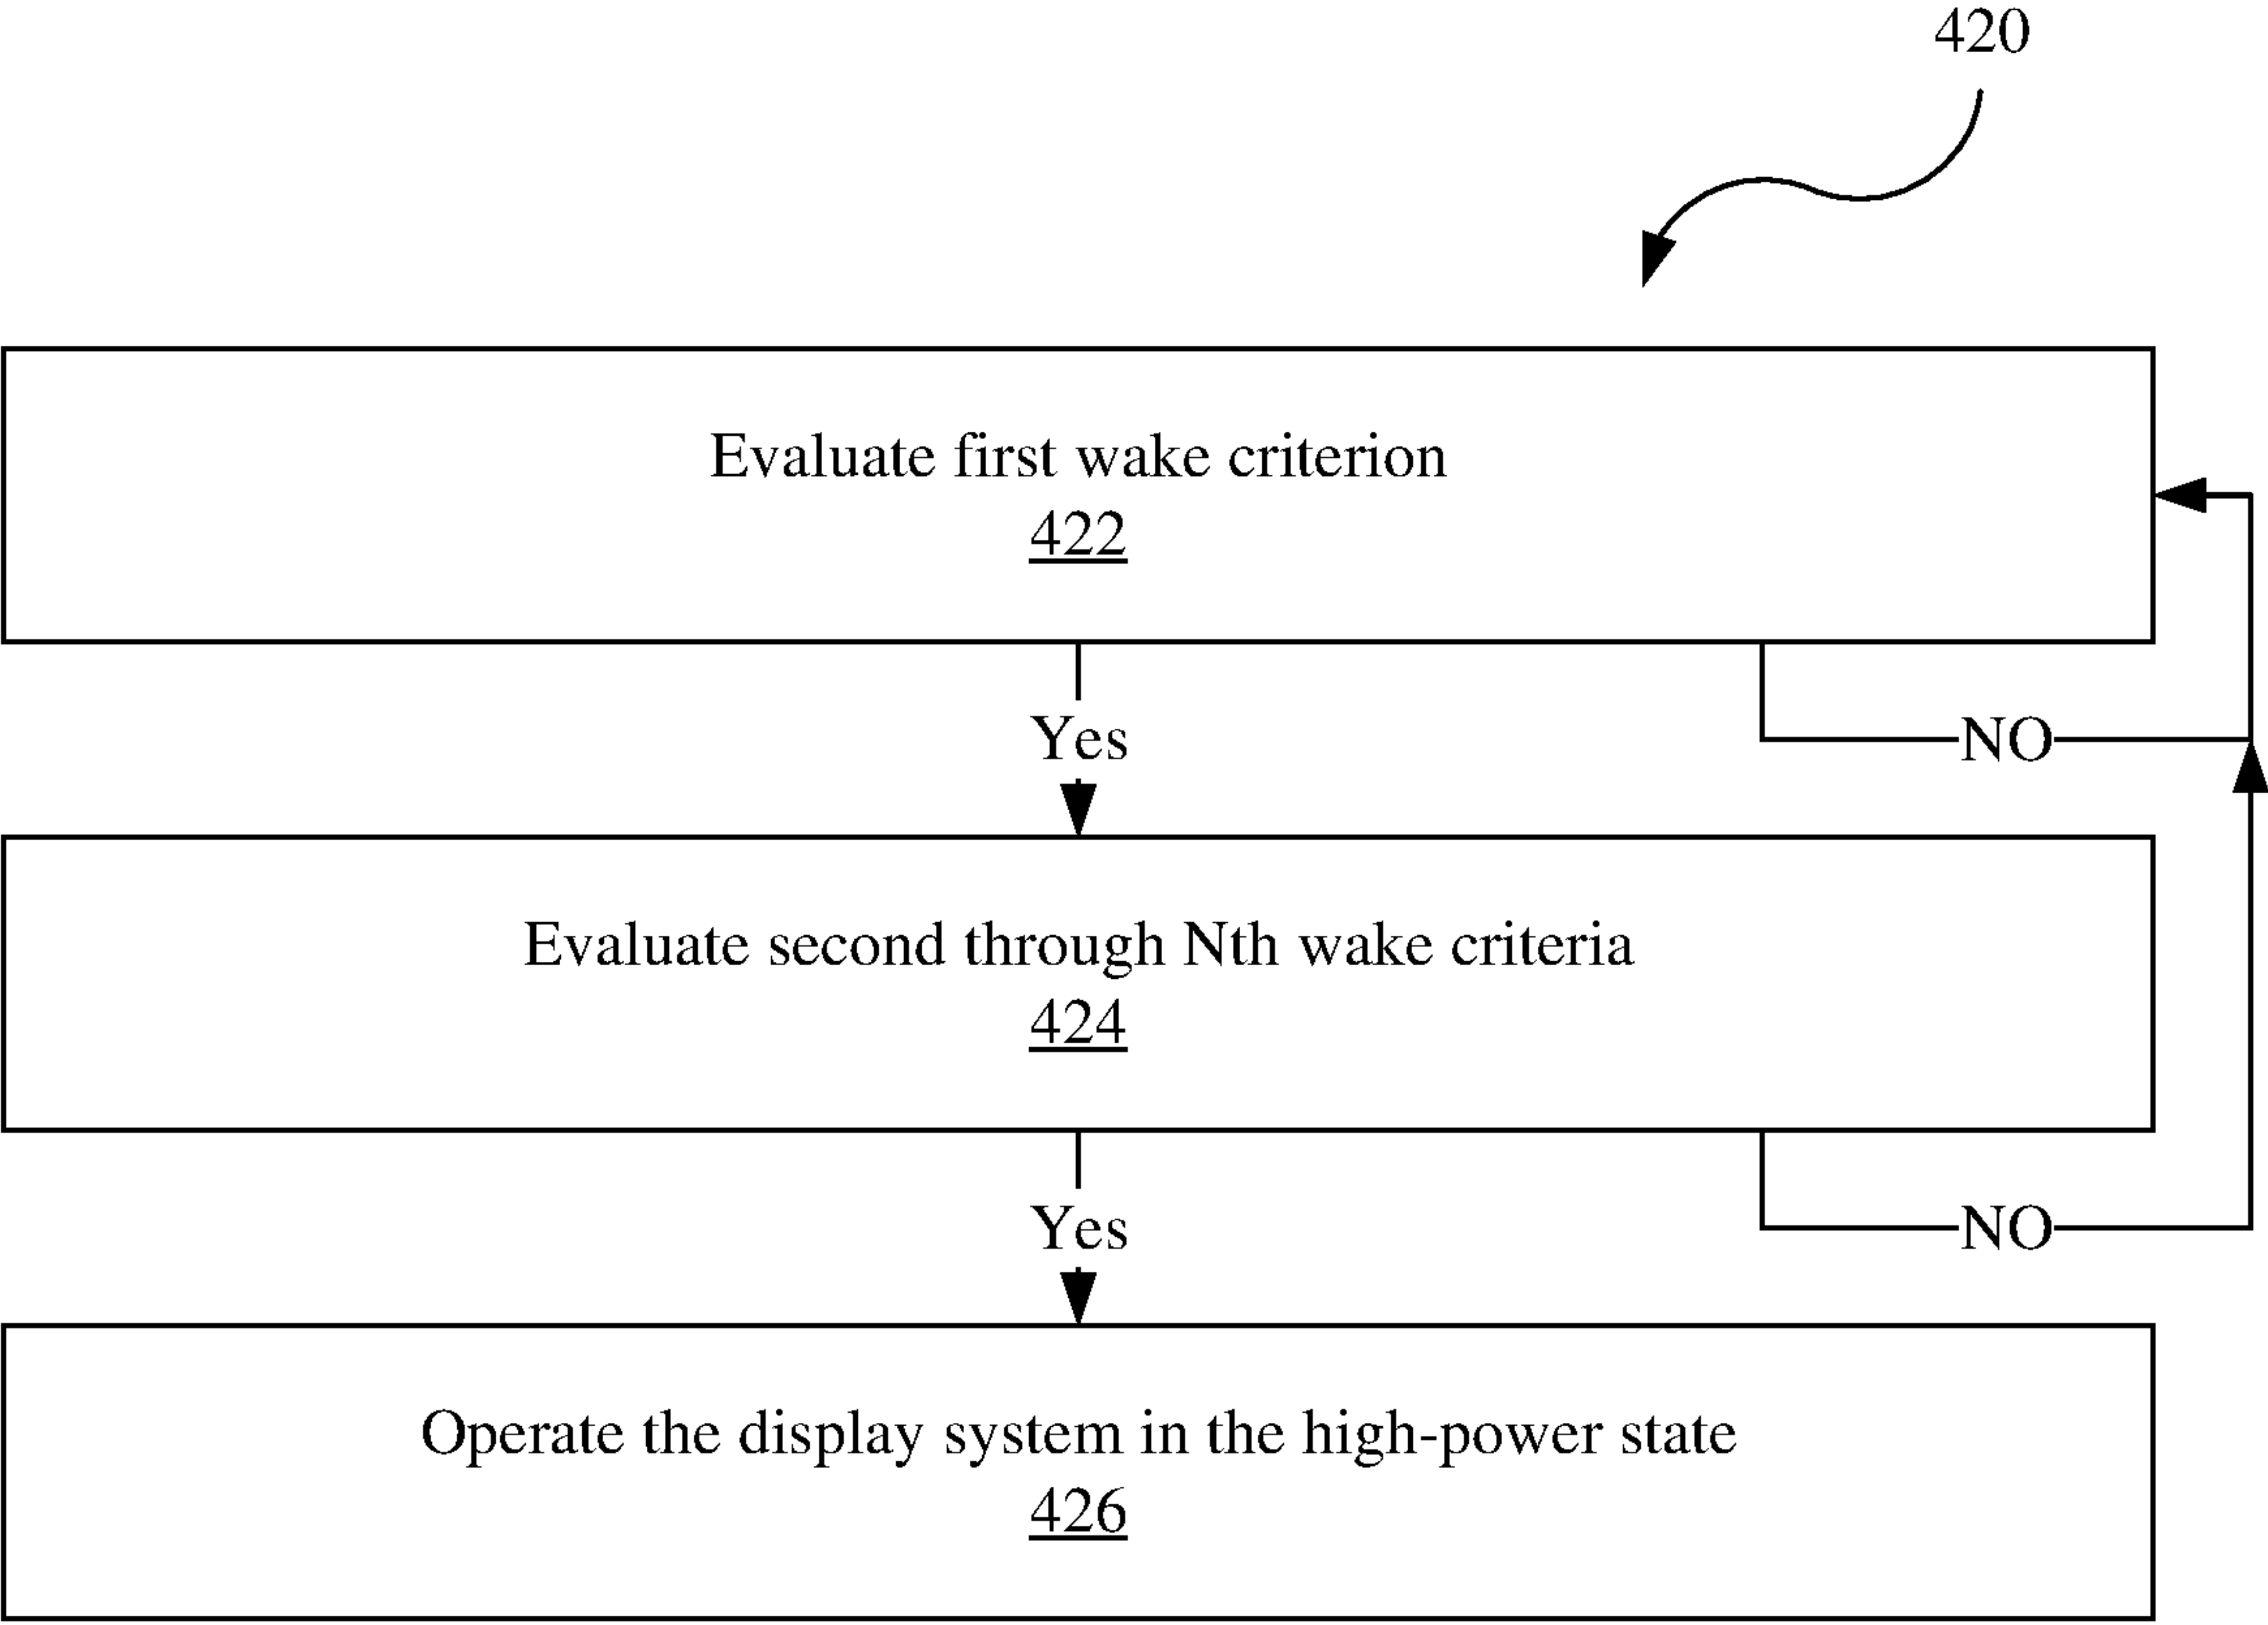 420
Evaluate first wake criterion
422
Yes
NO
Evaluate second through Nth wake criteria
424
Yes
NO
Operate the display system in the high-power state
426